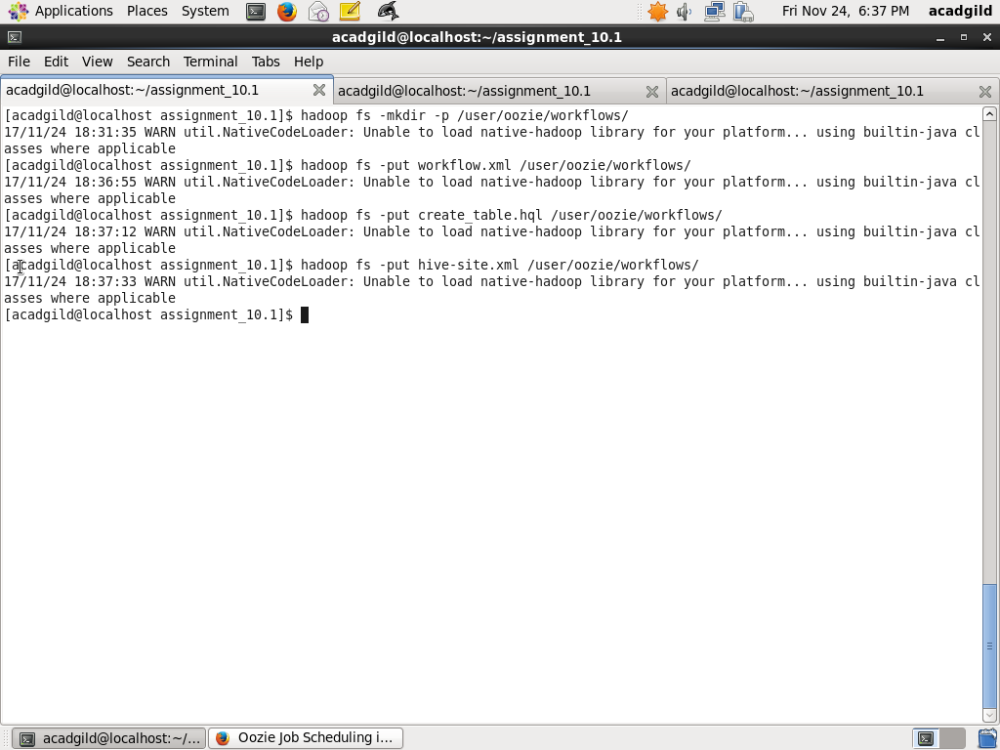 Applications Places System Fri Nov 24, 6:37 PM acadgild
acadgild@localhost:~/assignment_10.1
File Edit View Search Terminal Tabs Help
acadgild@localhost:~/assignment_10.1 acadgild@localhost:~/assignment_10.1 acadgild@localhost:~/assignment_10.1
[acadgild@localhost assignment_10.1]$ hadoop fs -mkdir -p /user/oozie/workflows/
17/11/24 18:31:35 WARN util.NativeCodeLoader: Unable to load native-hadoop library for your platform... using builtin-java cl
asses where applicable
[acadgild@localhost assignment_10.1]$ hadoop fs -put workflow.xml /user/oozie/workflows/
17/11/24 18:36:55 WARN util.NativeCodeLoader: Unable to load native-hadoop library for your platform... using builtin-java cl
asses where applicable
[acadgild@localhost assignment_10.1]$ hadoop fs -put create_table.hql /user/oozie/workflows/
17/11/24 18:37:12 WARN util.NativeCodeLoader: Unable to load native-hadoop library for your platform... using builtin-java cl
asses where applicable
[acadgild@localhost assignment_10.1]$ hadoop fs -put hive-site.xml /user/oozie/workflows/
17/11/24 18:37:33 WARN util.NativeCodeLoader: Unable to load native-hadoop library for your platform... using builtin-java cl
asses where applicable
[acadgild@localhost assignment_10.1]$
acadgild@localhost:~/... Oozie Job Scheduling i...